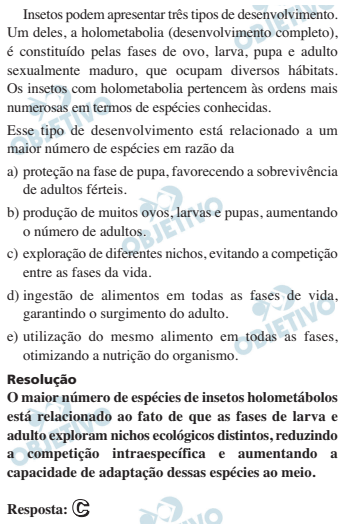 Insetos podem apresentar três tipos de desenvolvimento.
Um deles, a holometabolia (desenvolvimento completo),
é constituído pelas fases de ovo, larva, pupa e adulto
sexualmente maduro, que ocupam diversos hábitats.
Os insetos com holometabolia pertencem às ordens mais
numerosas em termos de espécies conhecidas.
Esse tipo de desenvolvimento está relacionado a um
maior número de espécies em razão da
a) proteção na fase de pupa, favorecendo a sobrevivência
de adultos férteis.
b) produção de muitos ovos, larvas e pupas, aumentando
o número de adultos.
c) exploração de diferentes nichos, evitando a competição
entre as fases da vida.
d) ingestão de alimentos em todas as fases de vida,
garantindo o surgimento do adulto.
e) utilização do mesmo alimento em todas as fases,
otimizando a nutrição do organismo.
Resolução
O maior número de espécies de insetos holometábolos
está relacionado ao fato de que as fases de larva e
adulto exploram nichos ecológicos distintos, reduzindo
a competição intraespecífica e aumentando a
capacidade de adaptação dessas espécies ao meio.
Resposta: C
OBJETIVO
OBJETIVO
OBJETIVO
OBJETIVO
OBJETIVO